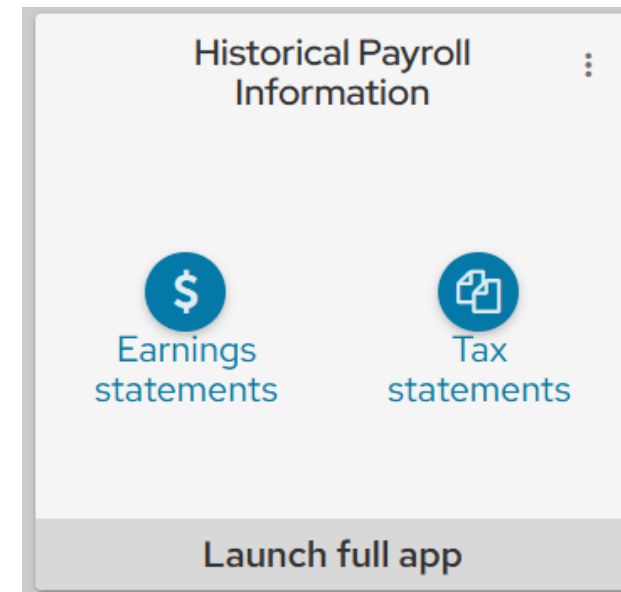 Historical Payroll
Information
$
Earnings
statements
Tax
statements
Launch full app